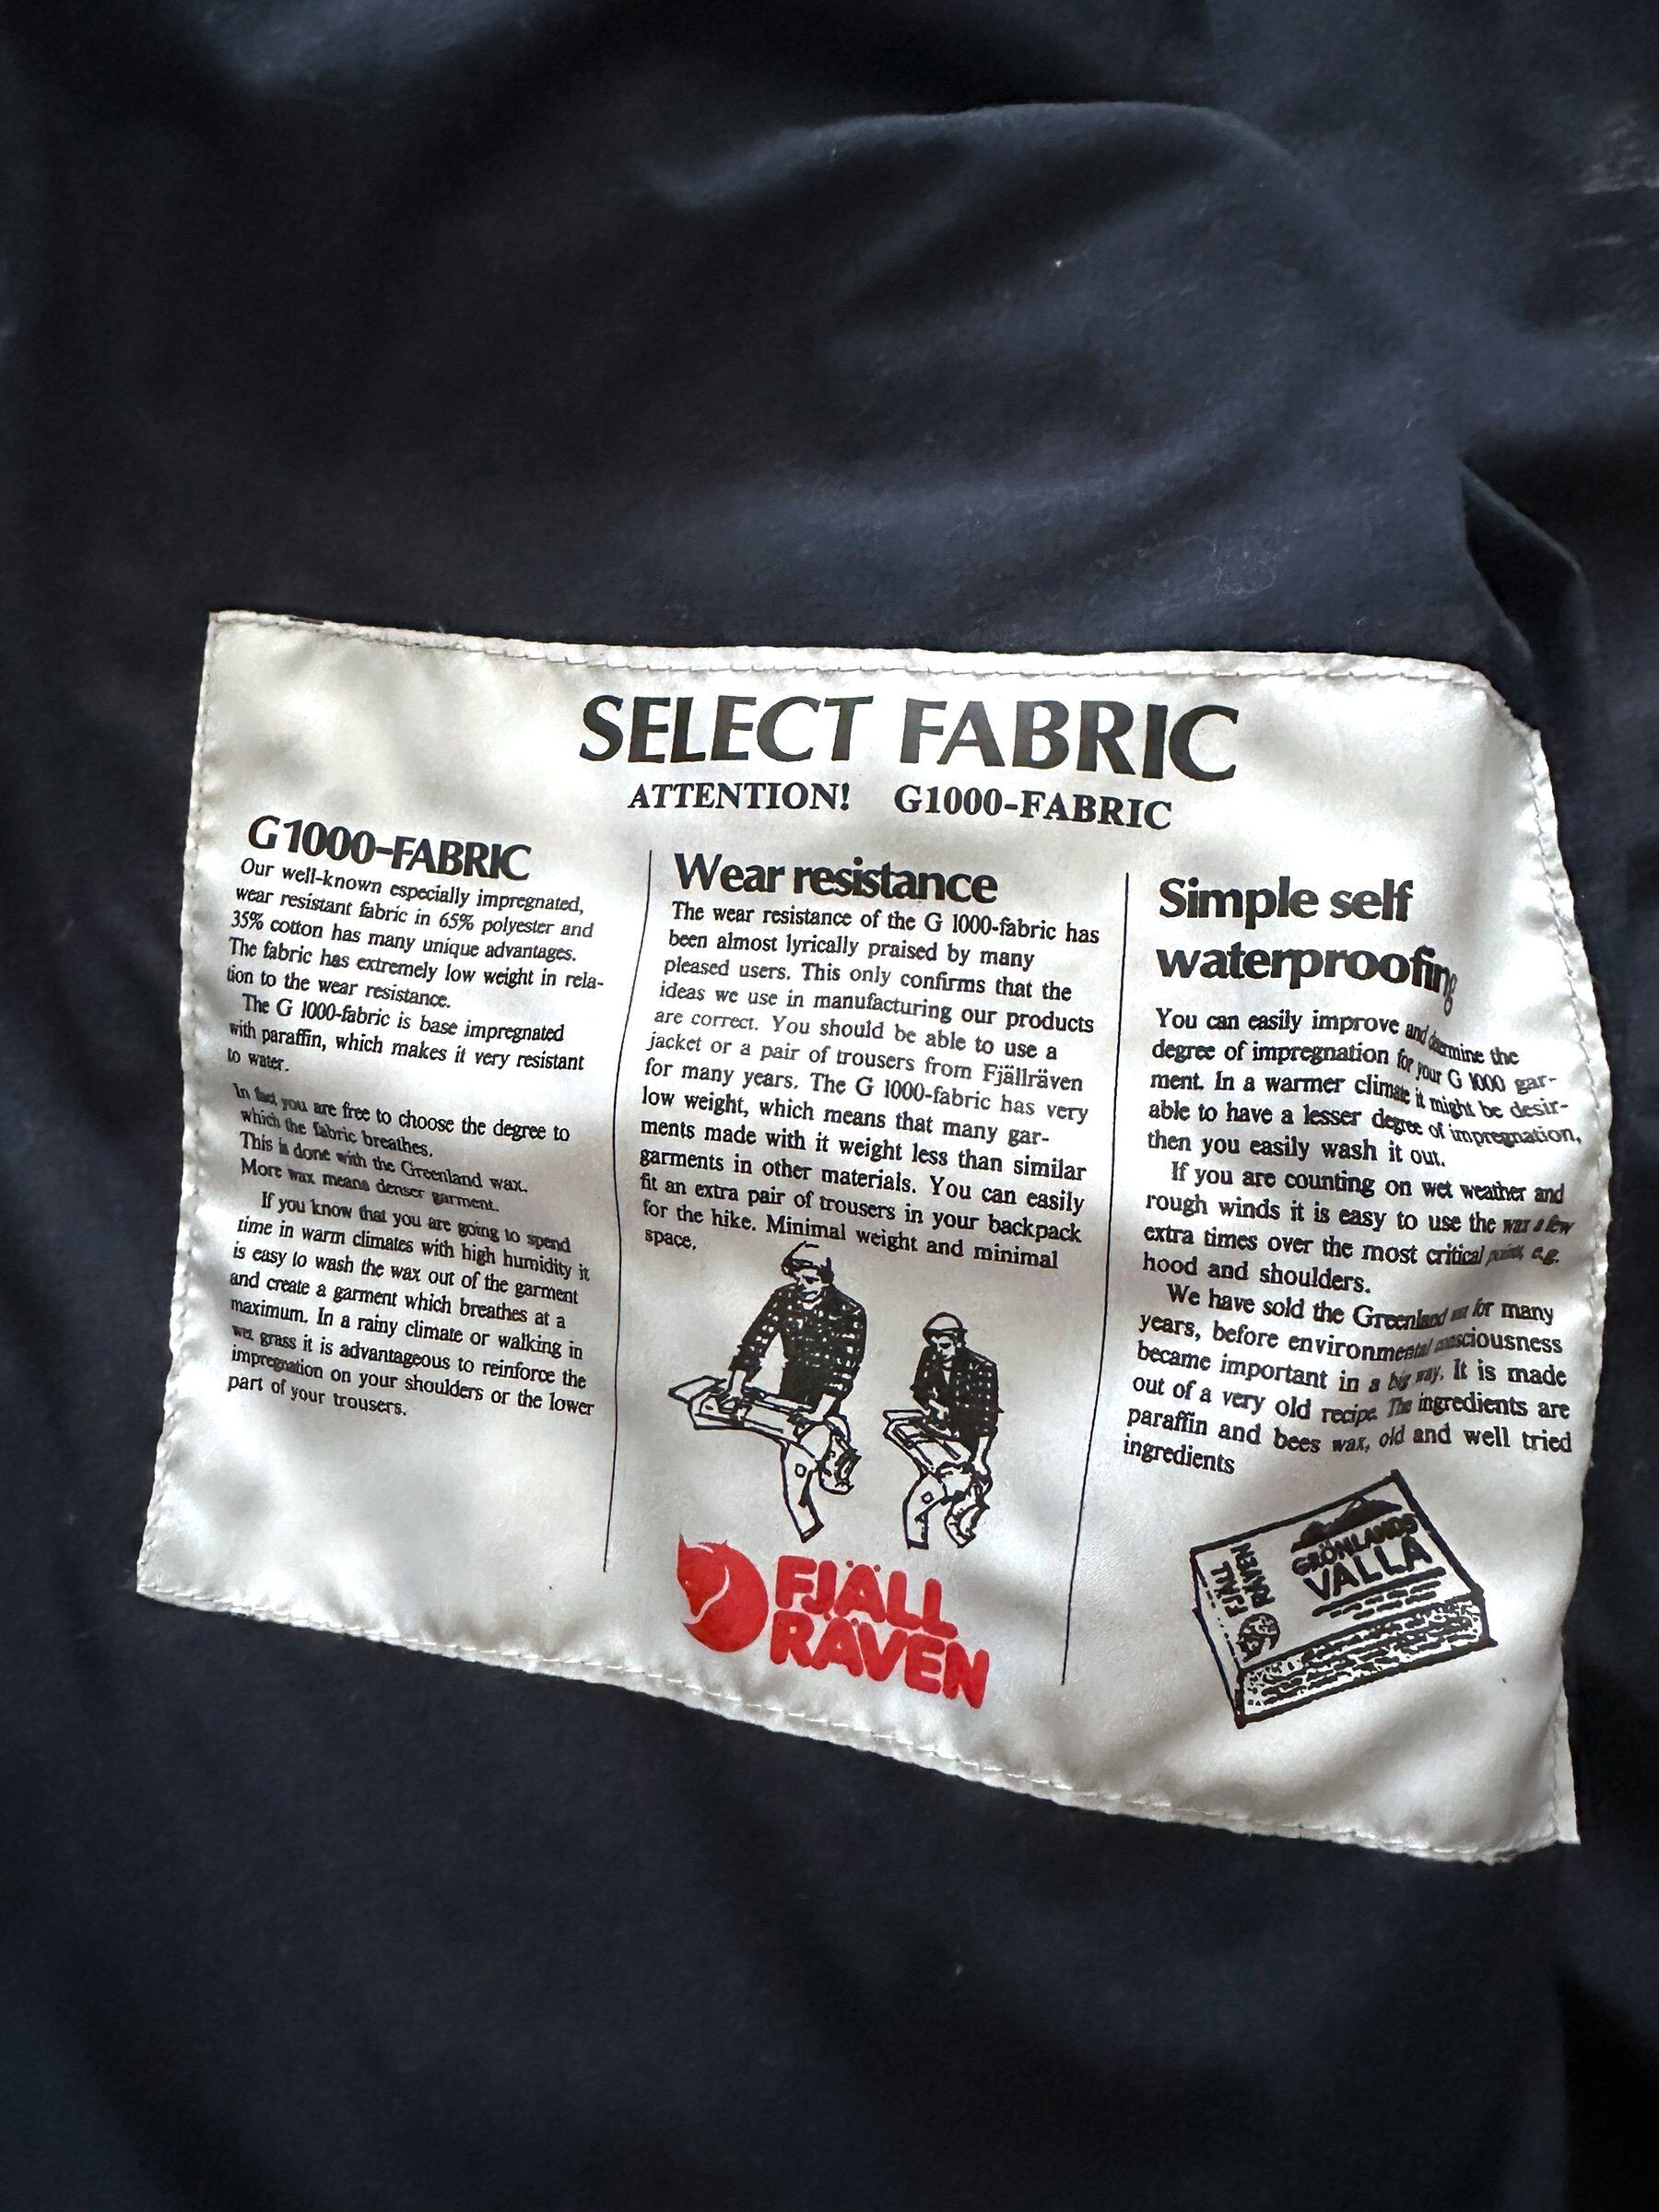 SELECT FABRIC
ATTENTION! G1000-FABRIC
G1000-FABRIC
Our well-known especially impregnated,
wear resistant fabric in 65% polyester and
35% cotton has many unique advantages.
The fabric has extremely low weight in rela-
tion to the wear resistance.
The G 1000-fabric is base impregnated
with paraffin, which makes it very resistant
to water.
In fact you are free to choose the degree to
which the fabric breathes.
This is done with the Greenland wax.
More wax means denser garment.
If you know that you are going to spend
time in warm climates with high humidity it
is easy to wash the wax out of the garment
and create a garment which breathes at a
maximum. In a rainy climate or walking in
wet grass it is advantageous to reinforce the
impregnation on your shoulders or the lower
part of your trousers.
Wear resistance
The wear resistance of the G 1000-fabric has
been almost lyrically praised by many
pleased users. This only confirms that the
ideas we use in manufacturing our products
are correct. You should be able to use a
jacket or a pair of trousers from Fjällräven
for many years. The G 1000-fabric has very
low weight, which means that many gar-
ments made with it weight less than similar
garments in other materials. You can easily
fit an extra pair of trousers in your backpack
for the hike. Minimal weight and minimal
space.
FJÄLL
RÄVEN
Simple self
waterproofing
You can easily improve and determine the
degree of impregnation for your G 1000 gar-
ment. In a warmer climate it might be desir-
able to have a lesser degree of impregnation,
then you easily wash it out.
If you are counting on wet weather and
rough winds it is easy to use the wax a few
extra times over the most critical points, e.g.
hood and shoulders.
We have sold the Greenland wax for many
years, before environmental consciousness
became important in a big way. It is made
out of a very old recipe. The ingredients are
paraffin and bees wax, old and well tried
ingredients
FJÄLL
RÄVEN
GRÖNLANDS
VALLA